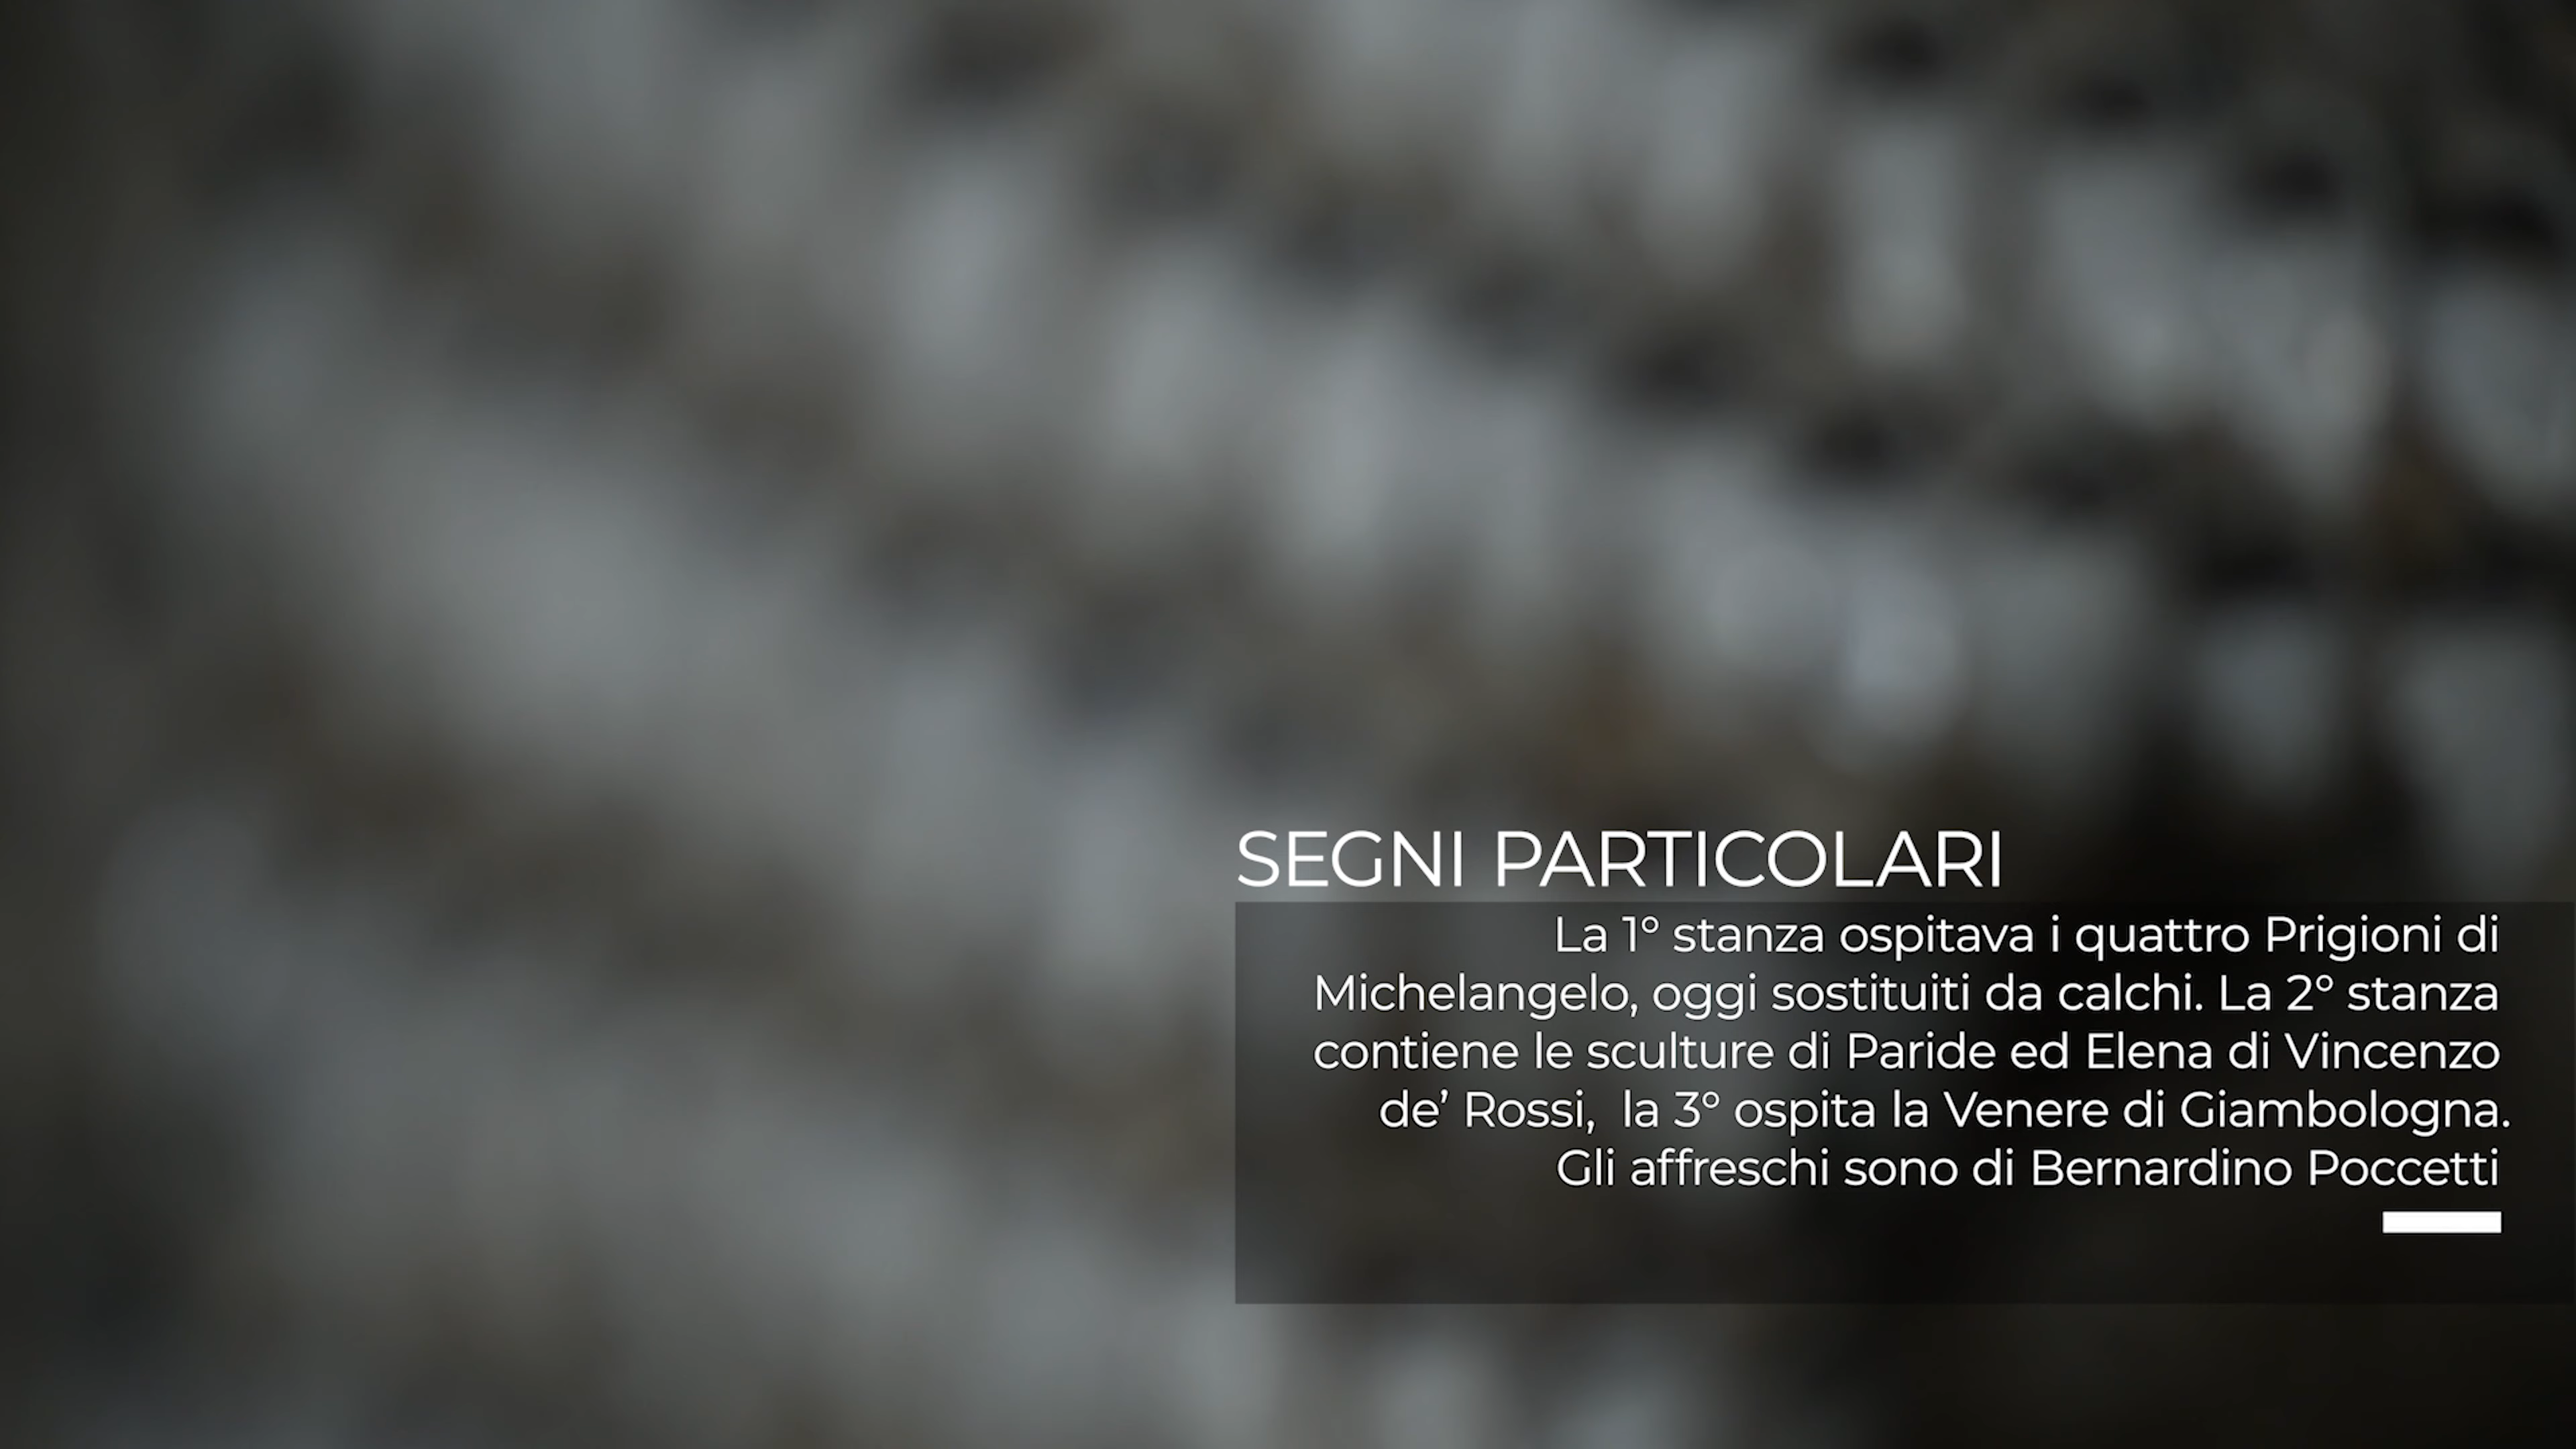 SEGNI PARTICOLARI
La 1° stanza ospitava i quattro Prigioni di
Michelangelo, oggi sostituiti da calchi. La 2° stanza
contiene le sculture di Paride ed Elena di Vincenzo
de’ Rossi,  la 3° ospita la Venere di Giambologna.
Gli affreschi sono di Bernardino Poccetti